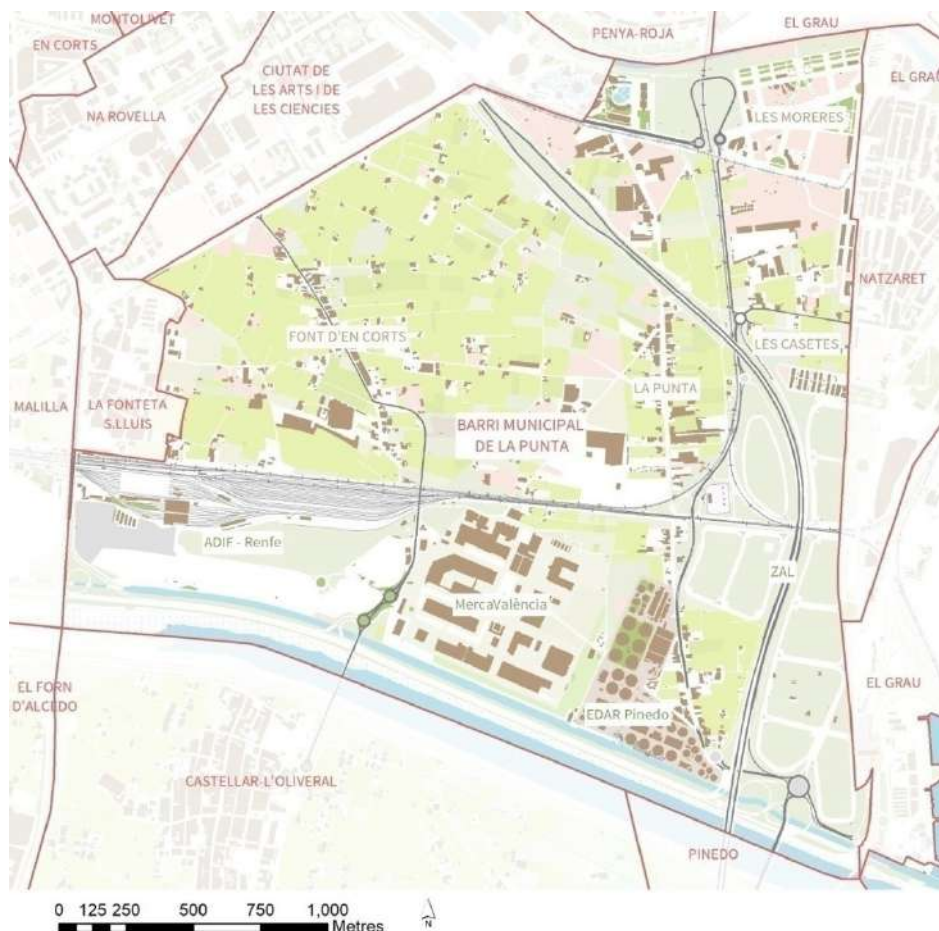 MONTOLIVET
EL GRAU
PENYA-ROJA
EN CORTS
CIUTAT DE
LES ARTS I DE
LES CIENCIES
EL GRAU
NA ROVELLA
LES MORERES
NATZARET
FONT D'EN CORTS
LES CASETES
LA PUNTA
MALILLA
LA FONTETA
S.LLUIS
BARRI MUNICIPAL
DE LA PUNTA
ADIF - Renfe
ZAL
MercaValència
EL FORN
D'ALCEDO
EL GRAU
EDAR Pinedo
CASTELLAR-L'OLIVERAL
PINEDO
0 125 250 500 750 1,000
Metres
N